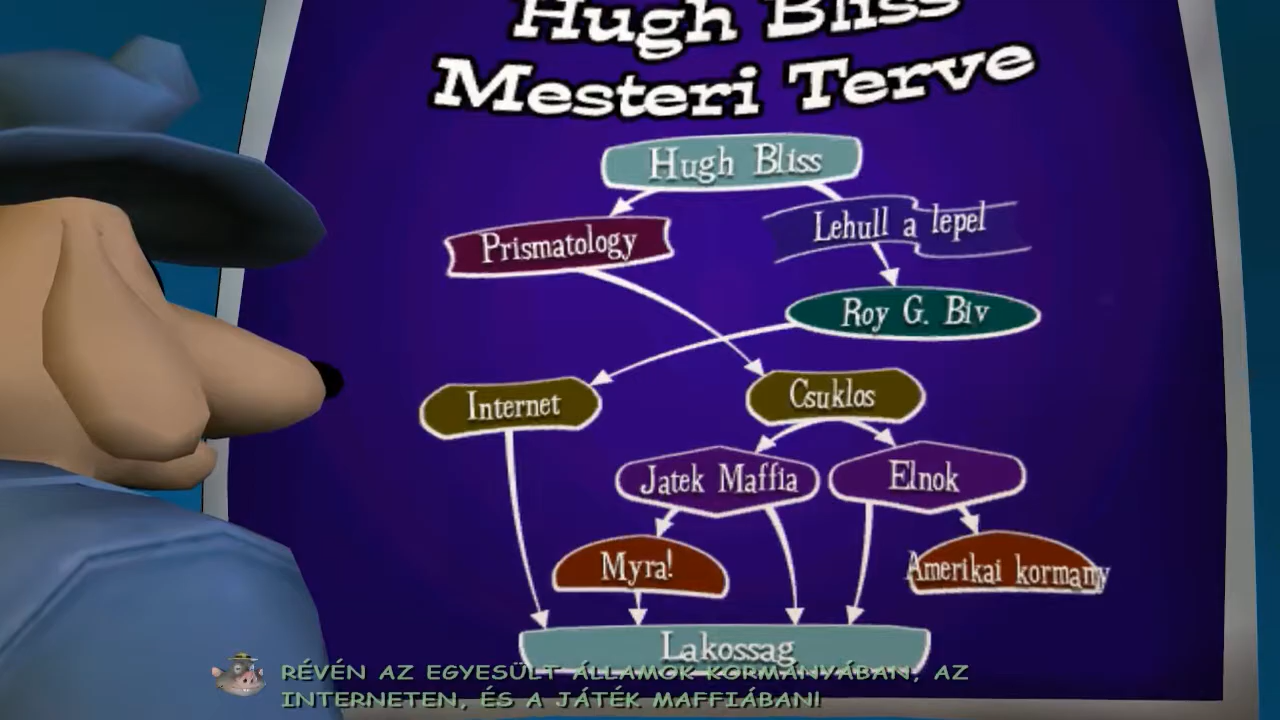 Hugh Bliss
Mesteri Terve
Hugh Bliss
Prismatology
Lehull a lepel
Roy G. Biv
Internet
Csuklos
Jatek Maffia
Elnok
Myra!
Amerikai kormany
Lakossag
RÉVÉN AZ EGYESÜLT ÁLLAMOK KORMÁNYÁBAN, AZ
INTERNETEN, ÉS A JÁTÉK MAFFIÁBAN!